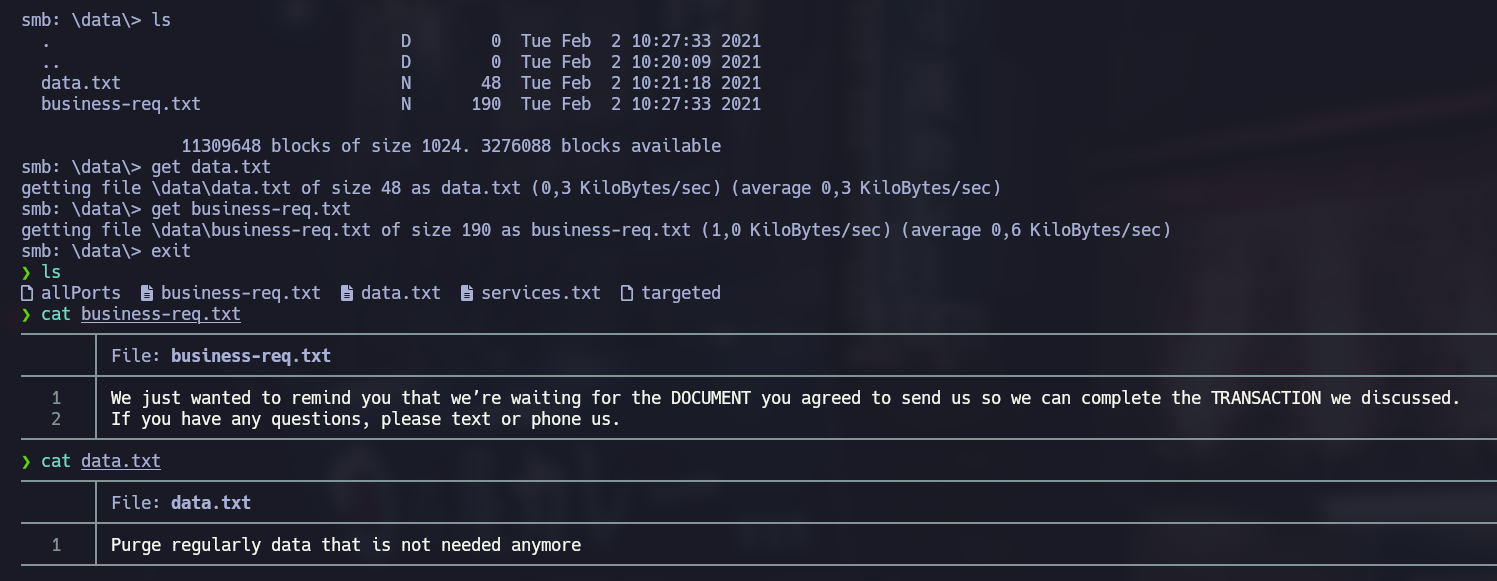 smb: \data\> ls
  .                                   D        0  Tue Feb  2 10:27:33 2021
  ..                                  D        0  Tue Feb  2 10:20:09 2021
  data.txt                            N       48  Tue Feb  2 10:21:18 2021
  business-req.txt                    N      190  Tue Feb  2 10:27:33 2021
                11309648 blocks of size 1024. 3276088 blocks available
smb: \data\> get data.txt
getting file \data\data.txt of size 48 as data.txt (0,3 KiloBytes/sec) (average 0,3 KiloBytes/sec)
smb: \data\> get business-req.txt
getting file \data\business-req.txt of size 190 as business-req.txt (1,0 KiloBytes/sec) (average 0,6 KiloBytes/sec)
smb: \data\> exit
❯ ls
allPorts  business-req.txt  data.txt  services.txt  targeted
❯ cat business-req.txt
File: business-req.txt
1 We just wanted to remind you that we’re waiting for the DOCUMENT you agreed to send us so we can complete the TRANSACTION we discussed.
2 If you have any questions, please text or phone us.
❯ cat data.txt
File: data.txt
1 Purge regularly data that is not needed anymore